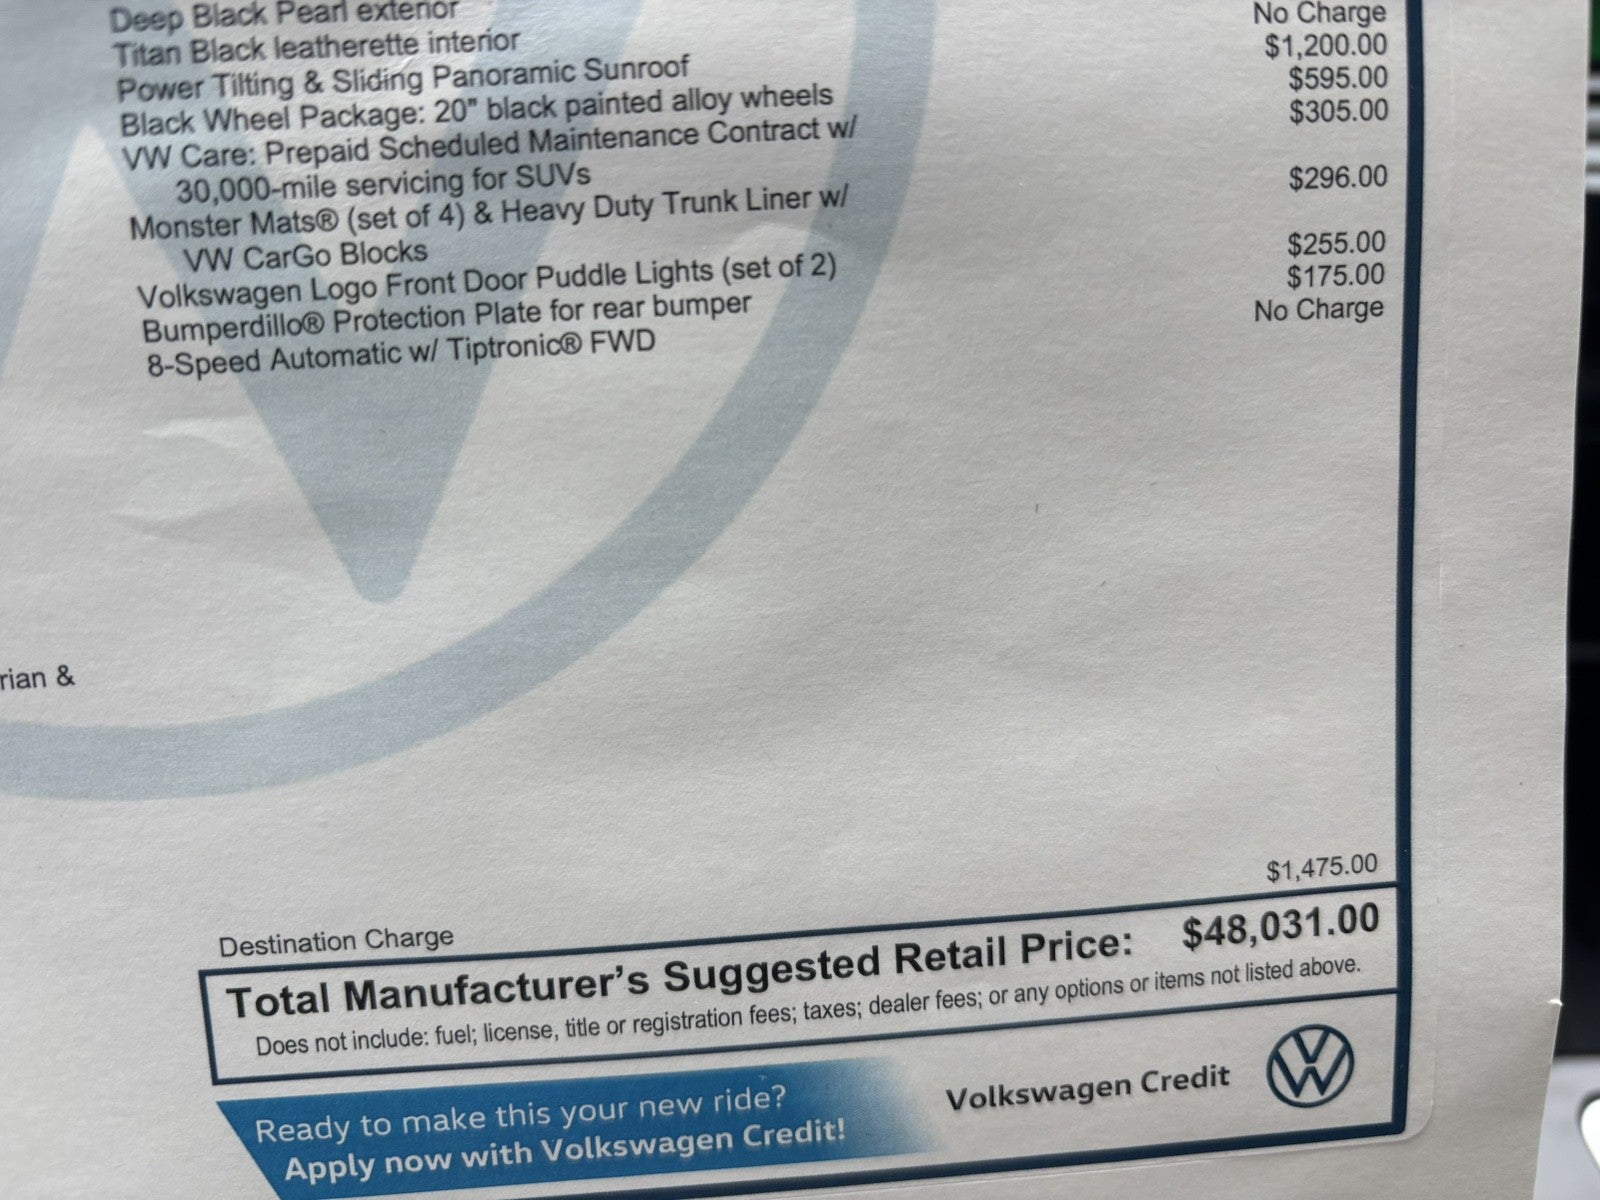 Deep Black Pearl exterior
No Charge
Titan Black leatherette interior
$1,200.00
Power Tilting & Sliding Panoramic Sunroof
$595.00
Black Wheel Package: 20" black painted alloy wheels
$305.00
VW Care: Prepaid Scheduled Maintenance Contract w/
30,000-mile servicing for SUVs
$296.00
Monster Mats® (set of 4) & Heavy Duty Trunk Liner w/
VW CarGo Blocks
$255.00
Volkswagen Logo Front Door Puddle Lights (set of 2)
$175.00
Bumperdillo® Protection Plate for rear bumper
No Charge
8-Speed Automatic w/ Tiptronic® FWD
rian &
$1,475.00
Destination Charge
Total Manufacturer's Suggested Retail Price: $48,031.00
Does not include: fuel; license, title or registration fees; taxes; dealer fees; or any options or items not listed above.
Ready to make this your new ride?
Apply now with Volkswagen Credit!
Volkswagen Credit